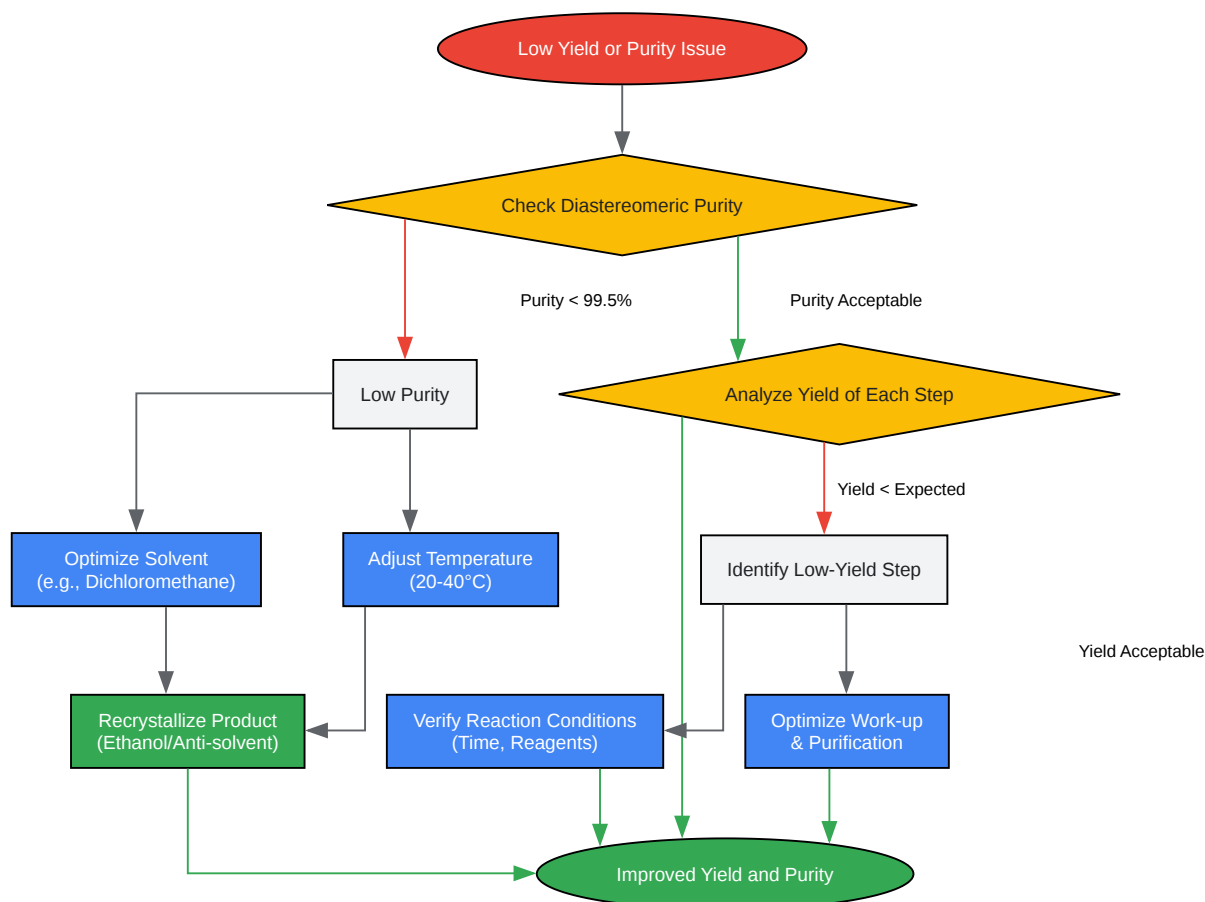 Low Yield or Purity Issue
Check Diastereomeric Purity
Purity < 99.5%
Purity Acceptable
Low Purity
Analyze Yield of Each Step
Yield < Expected
Optimize Solvent
(e.g., Dichloromethane)
Adjust Temperature
(20-40°C)
Identify Low-Yield Step
Yield Acceptable
Recrystallize Product
(Ethanol/Anti-solvent)
Verify Reaction Conditions
(Time, Reagents)
Optimize Work-up
& Purification
Improved Yield and Purity